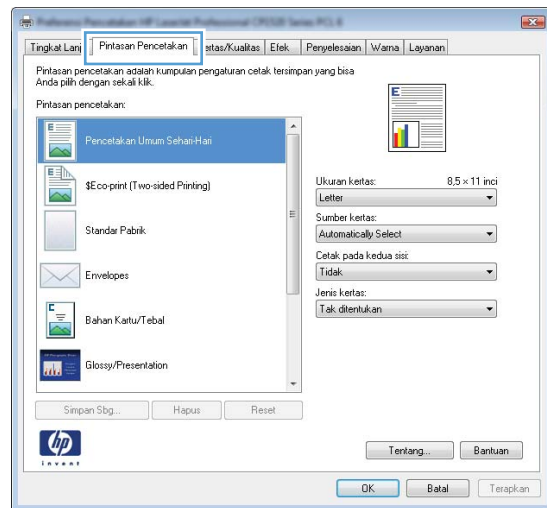 Tingkat Lanj
Pintasan Pencetakan
ertas/Kualitas
Efek
Penyelesaian
Warna
Layanan
Pintasan pencetakan adalah kumpulan pengaturan cetak tersimpan yang bisa
Anda pilih dengan sekali klik.
Pintasan pencetakan:
Pencetakan Umum Sehari-Hari
$Eco-print (Two-sided Printing)
Standar Pabrik
Envelopes
Bahan Kartu/Tebal
Glossy/Presentation
Simpan Sbg...
Hapus
Reset
E
Ukuran kertas:
8,5 × 11 inci
Letter
Sumber kertas:
Automatically Select
Cetak pada kedua sisi:
Tidak
Jenis kertas:
Tak ditentukan
hp
invent
Tentang...
Bantuan
OK
Batal
Terapkan